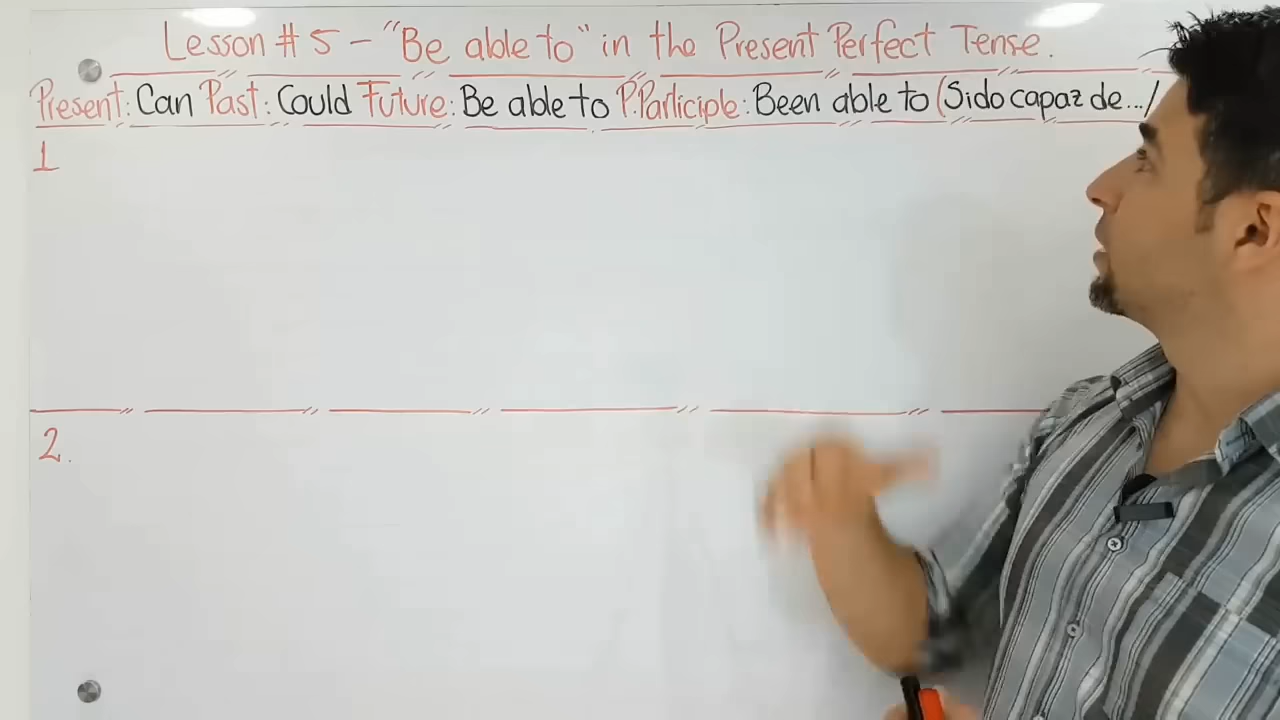 Lesson # 5 - "Be able to" in the Present Perfect Tense.
Present: Can Past: Could Future: Be able to P.Participle: Been able to (Sido capaz de.../
1
2.